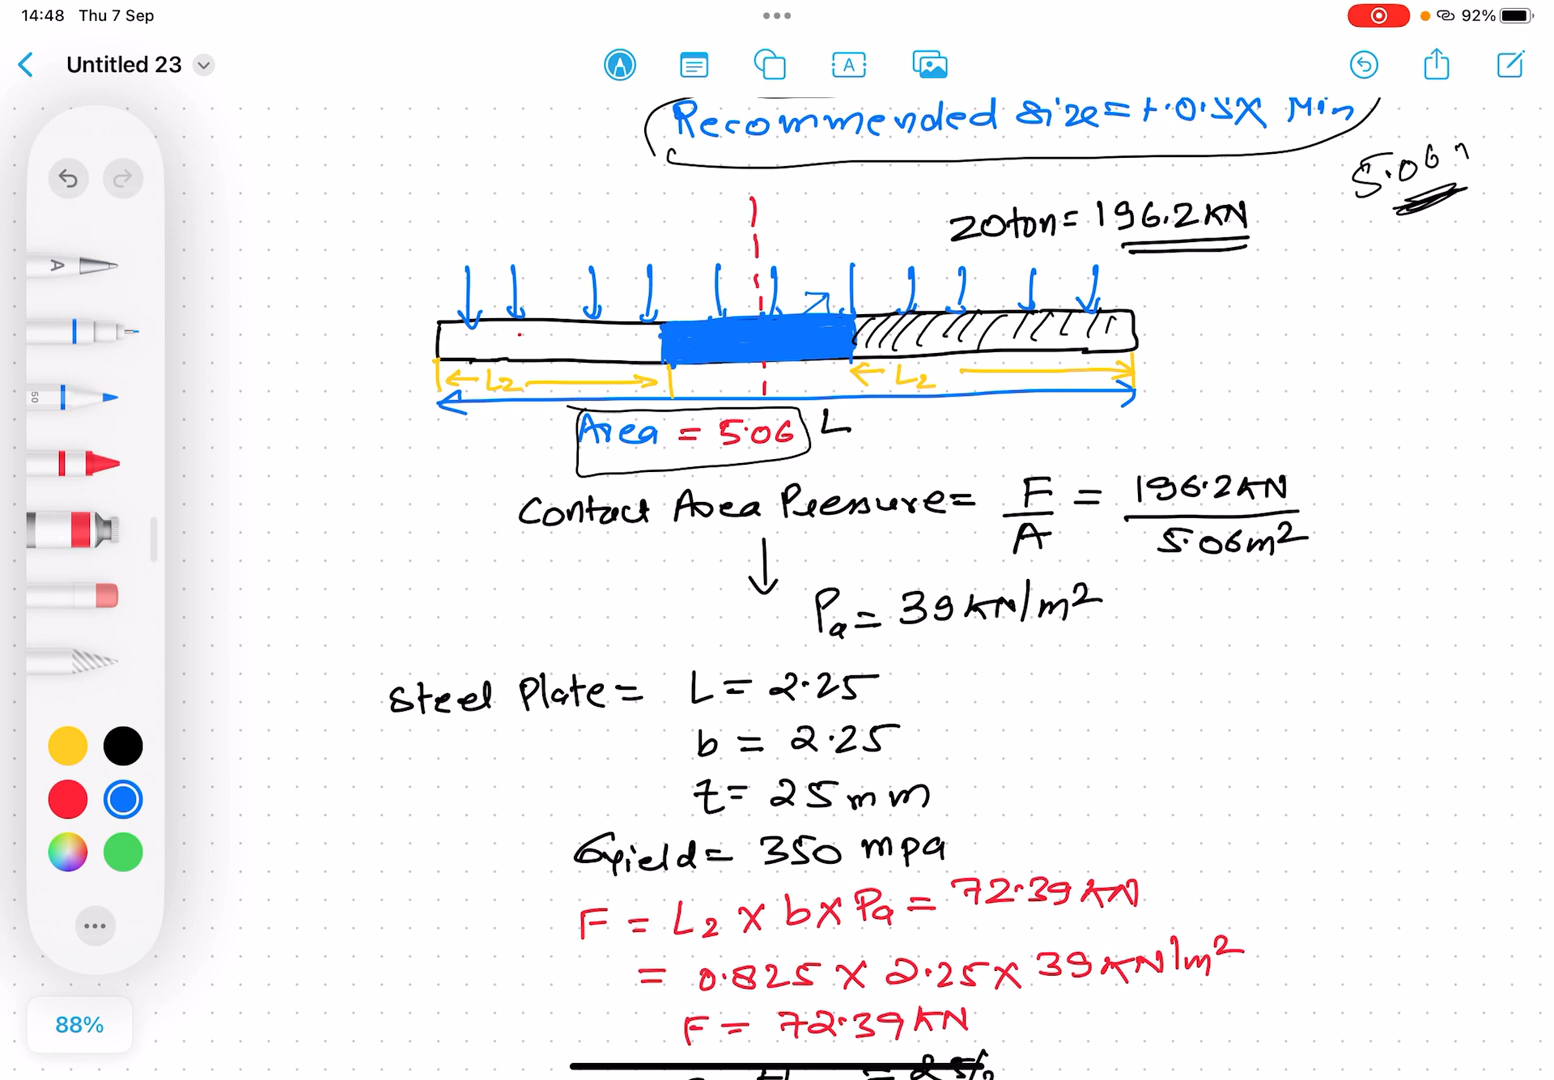 14:48 Thu 7 Sep
92%
Untitled 23
A
Recommended Size = 1.0.5X Min
5.06
20ton = 196.2KN
L2
L2
Area = 5.06
L
Contact Area Pressure = F/A = 196.2KN/5.06m2
Pa = 39 KN/m2
Steel Plate = L = 2.25
b = 2.25
t = 25mm
σyield = 350 mpa
F = L2 X b X Pa = 72.39 KN
= 0.825 X 2.25 X 39 KN/m2
F = 72.39 KN
A
50
88%